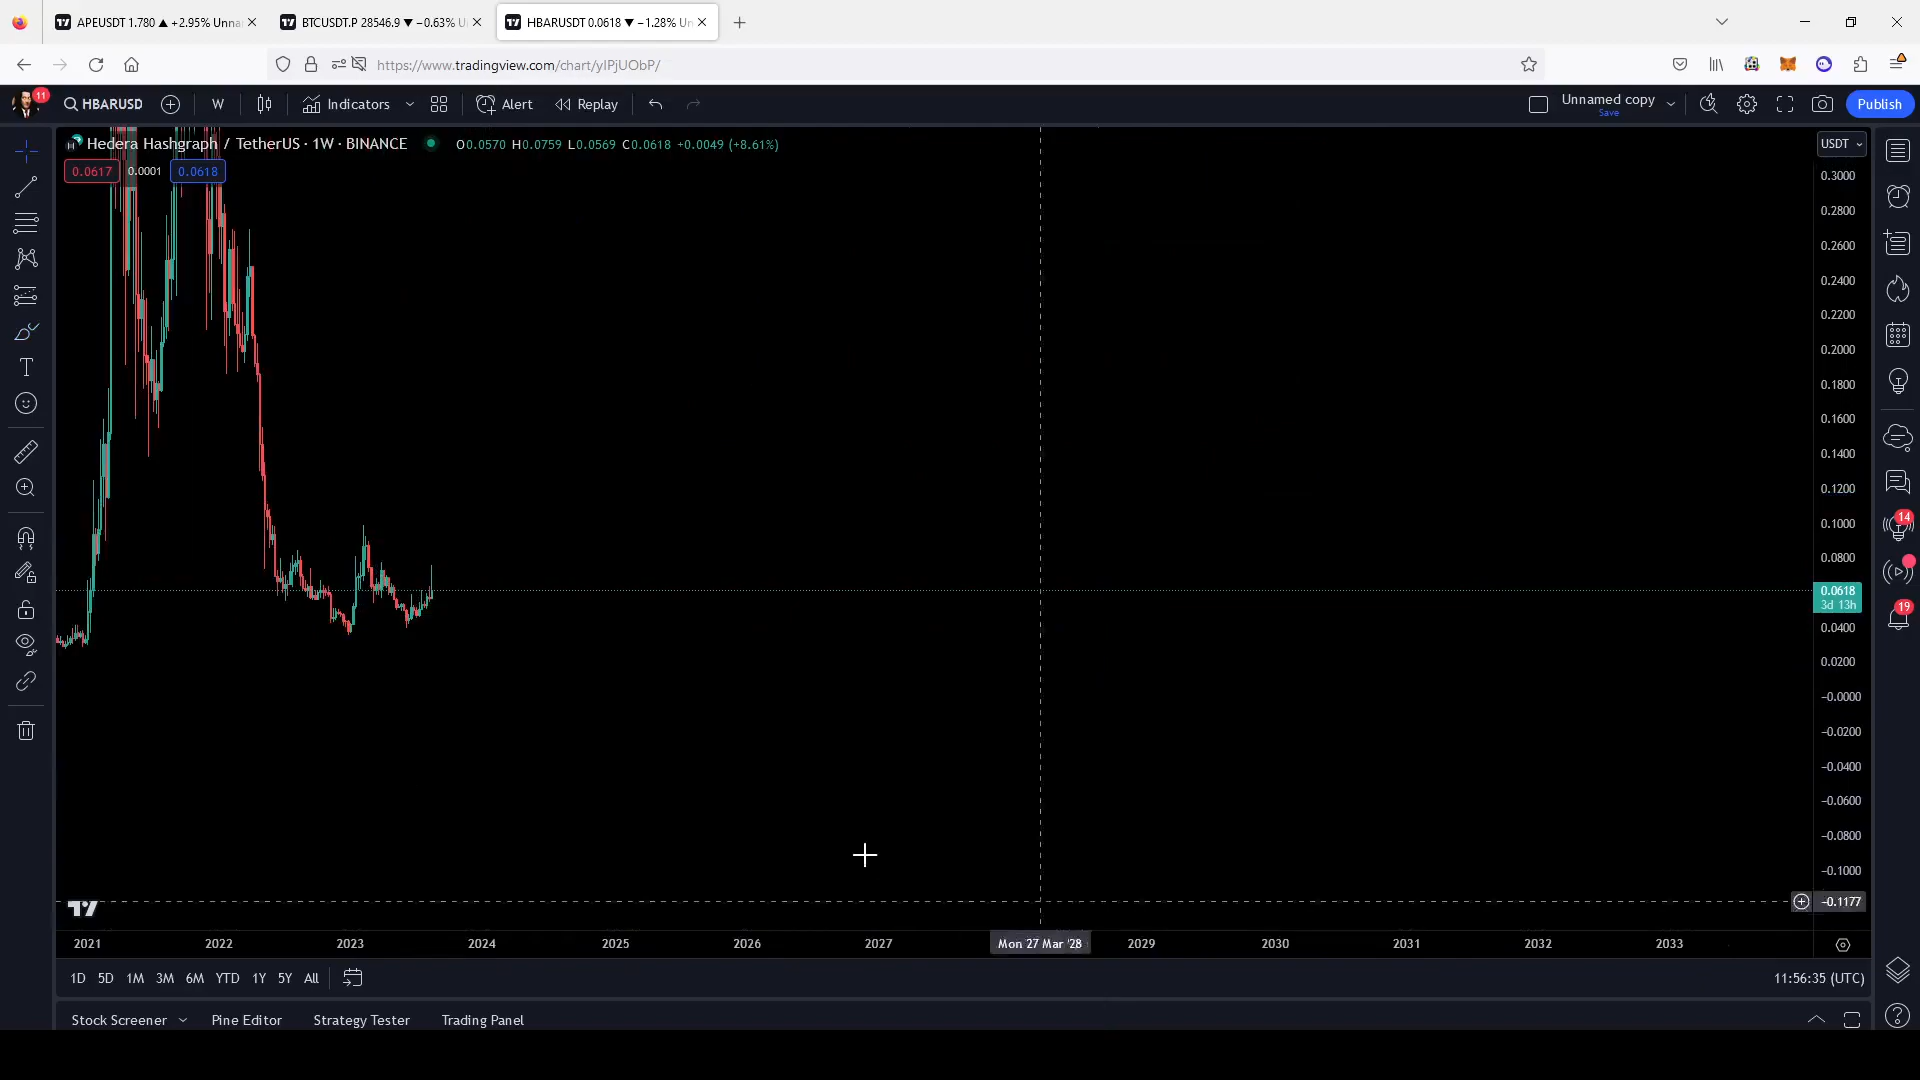 APEUSDT 1.780 ▲ +2.95% Unna
BTCUSDT.P 28546.9 ▼ −0.63% U
HBARUSDT 0.0618 ▼ −1.28% Un
https://www.tradingview.com/chart/yIPjUObP/
11
HBARUSD
W
Indicators
Alert
Replay
Unnamed copy
Save
Publish
Hedera Hashgraph / TetherUS · 1W · BINANCE
O0.0570 H0.0759 L0.0569 C0.0618 +0.0049 (+8.61%)
USDT
0.0617
0.0001
0.0618
0.3000
0.2800
0.2600
0.2400
0.2200
0.2000
0.1800
0.1600
0.1400
0.1200
0.1000
0.0800
0.0618
3d 13h
0.0400
0.0200
−0.0000
−0.0200
−0.0400
−0.0600
−0.0800
−0.1000
−0.1177
14
19
2021 2022 2023 2024 2025 2026 2027 Mon 27 Mar '28 2029 2030 2031 2032 2033
1D 5D 1M 3M 6M YTD 1Y 5Y All
11:56:35 (UTC)
Stock Screener Pine Editor Strategy Tester Trading Panel